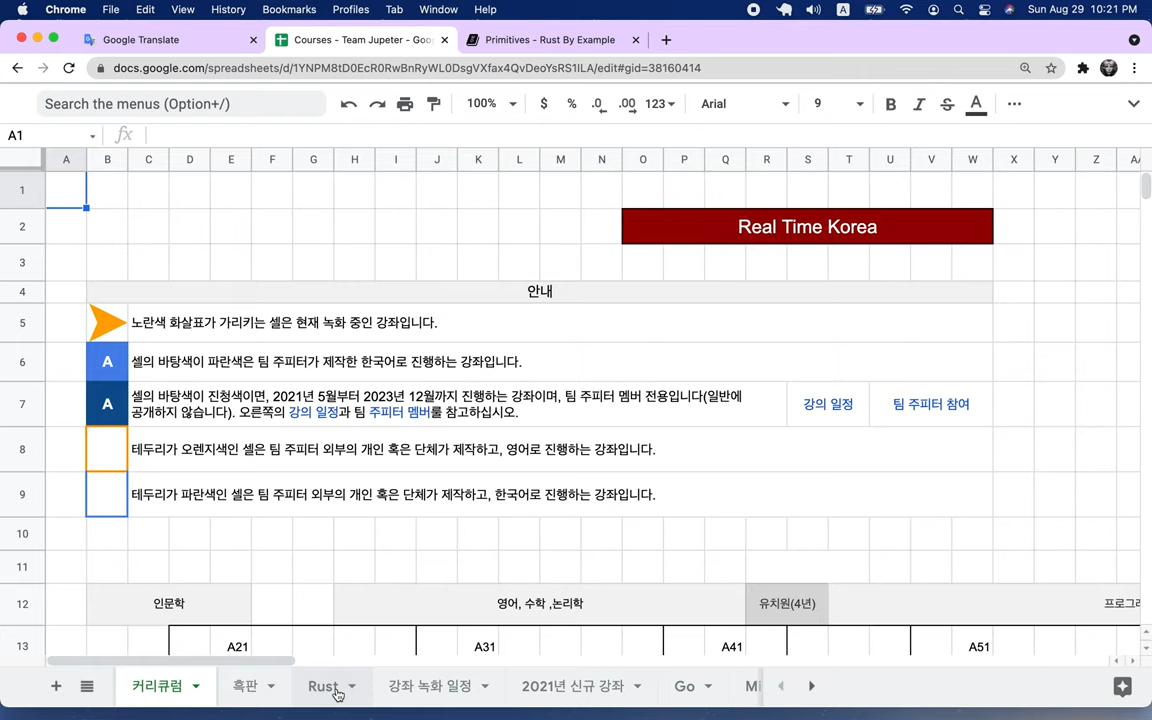 Chrome File Edit View History Bookmarks Profiles Tab Window Help A Sun Aug 29 10:21 PM
Google Translate Courses - Team Jupeter - Goo Primitives - Rust By Example
docs.google.com/spreadsheets/d/1YNPM8tD0EcR0RwBnRyWL0DsgVXfax4QvDeoYsRS1ILA/edit#gid=38160414
Search the menus (Option+/) 100% $ % .0 .00 123 Arial 9 B I S A
A1 fx
A B C D E F G H I J K L M N O P Q R S T U V W X Y Z AA
1
2 Real Time Korea
3
4 안내
5 노란색 화살표가 가리키는 셀은 현재 녹화 중인 강좌입니다.
6 A 셀의 바탕색이 파란색은 팀 주피터가 제작한 한국어로 진행하는 강좌입니다.
7 A 셀의 바탕색이 진청색이면, 2021년 5월부터 2023년 12월까지 진행하는 강좌이며, 팀 주피터 멤버 전용입니다(일반에 공개하지 않습니다). 오른쪽의 강의 일정과 팀 주피터 멤버룰 참고하십시오. 강의 일정 팀 주피터 참여
8 테두리가 오렌지색인 셀은 팀 주피터 외부의 개인 혹은 단체가 제작하고, 영어로 진행하는 강좌입니다.
9 테두리가 파란색인 셀은 팀 주피터 외부의 개인 혹은 단체가 제작하고, 한국어로 진행하는 강좌입니다.
10
11
12 인문학 영어, 수학 ,논리학 유치원(4년) 프로그래
13 A21 A31 A41 A51
커리큐럼 흑판 Rust 강좌 녹화 일정 2021년 신규 강좌 Go Mi